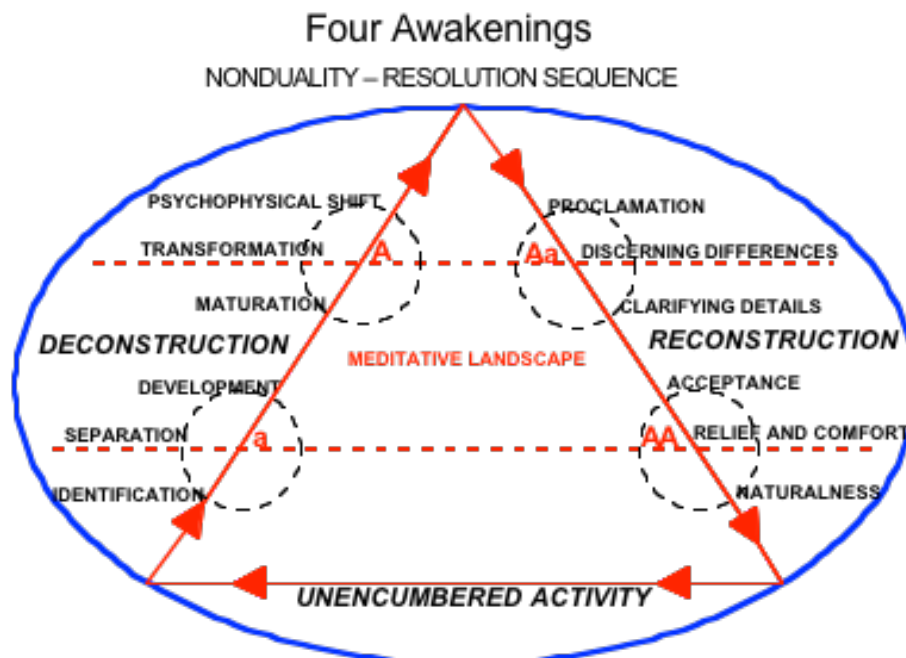 Four Awakenings
NONDUALITY – RESOLUTION SEQUENCE
PSYCHOPHYSICAL SHIFT
PROCLAMATION
TRANSFORMATION
A
Aa
DISCERNING DIFFERENCES
MATURATION
CLARIFYING DETAILS
DECONSTRUCTION
RECONSTRUCTION
MEDITATIVE LANDSCAPE
DEVELOPMENT
ACCEPTANCE
SEPARATION
a
AA
RELIEF AND COMFORT
IDENTIFICATION
NATURALNESS
UNENCUMBERED ACTIVITY